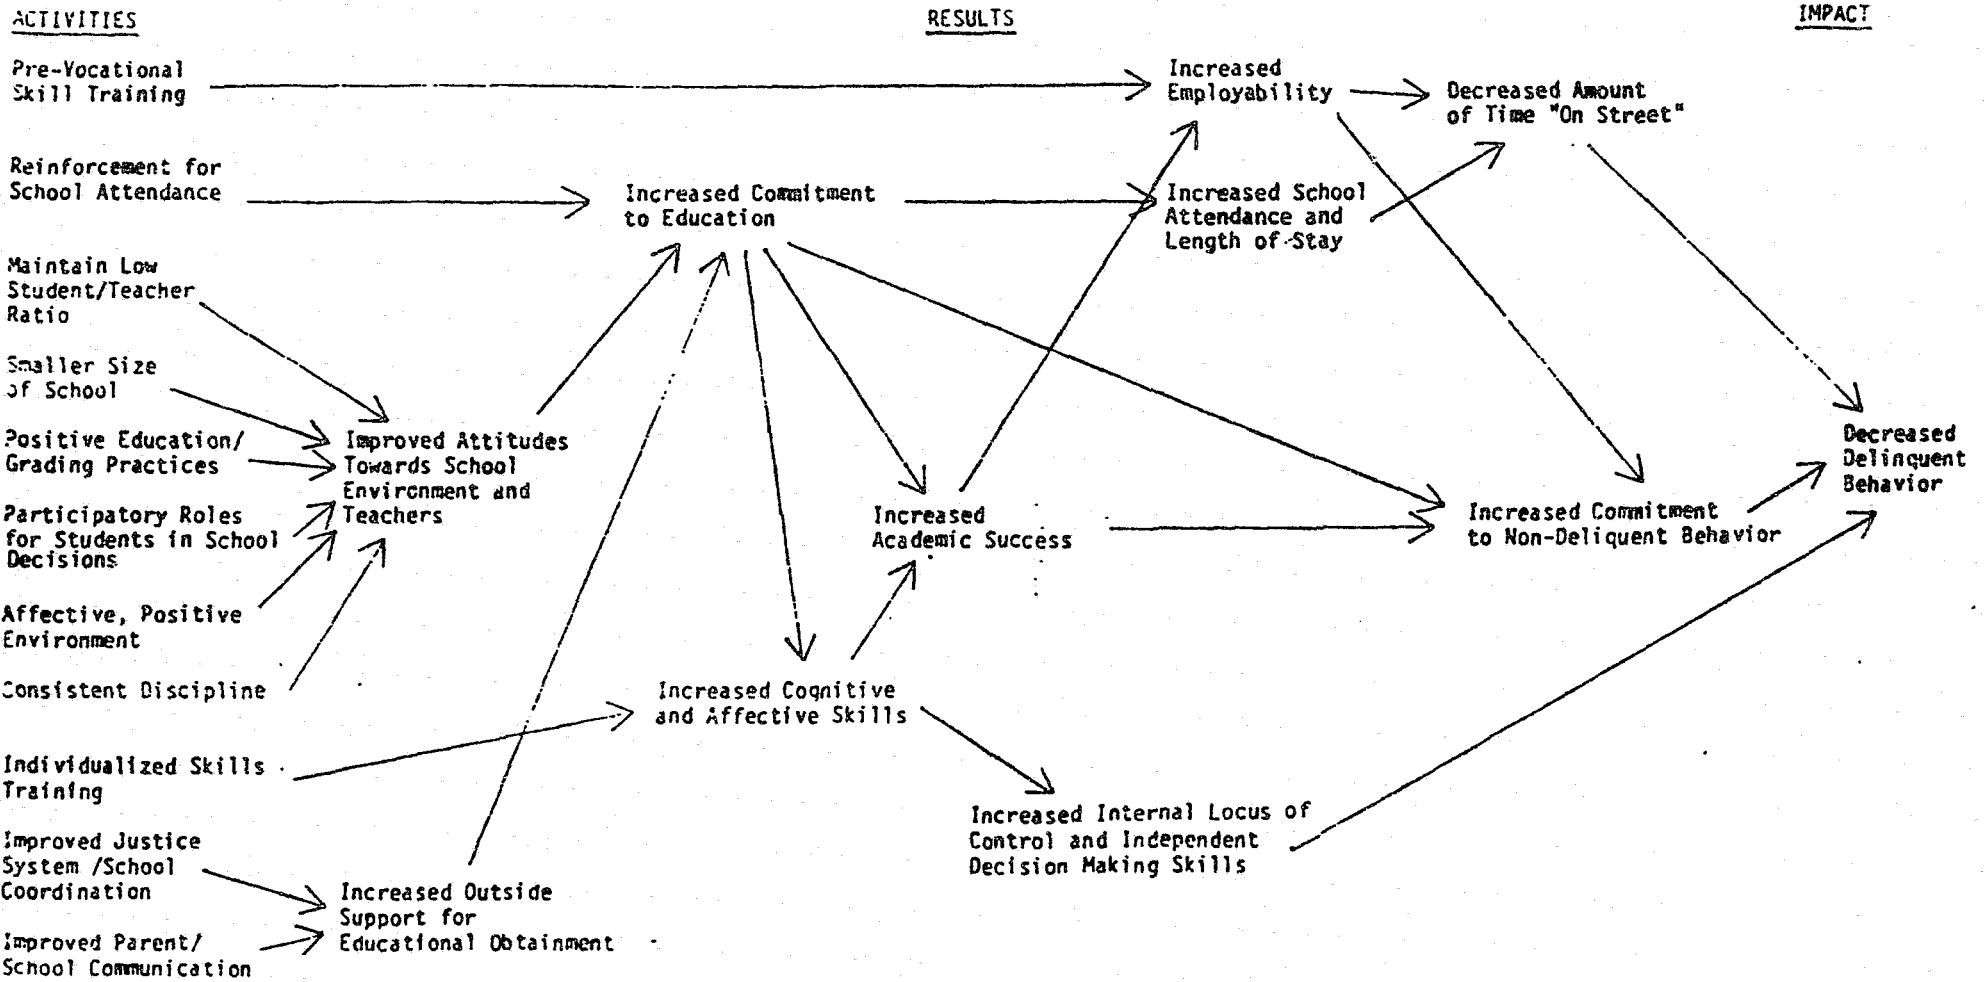 ACTIVITIES
RESULTS
IMPACT
Pre-Vocational
Skill Training
Reinforcement for
School Attendance
Maintain Low
Student/Teacher
Ratio
Smaller Size
of School
Positive Education/
Grading Practices
Participatory Roles
for Students in School
Decisions
Affective, Positive
Environment
Consistent Discipline
Individualized Skills
Training
Improved Justice
System /School
Coordination
Improved Parent/
School Communication
Improved Attitudes
Towards School
Environment and
Teachers
Increased Outside
Support for
Educational Obtainment
Increased Commitment
to Education
Increased Cognitive
and Affective Skills
Increased
Academic Success
Increased Internal Locus of
Control and Independent
Decision Making Skills
Increased
Employability
Increased School
Attendance and
Length of Stay
Decreased Amount
of Time "On Street"
Increased Commitment
to Non-Deliquent Behavior
Decreased
Delinquent
Behavior